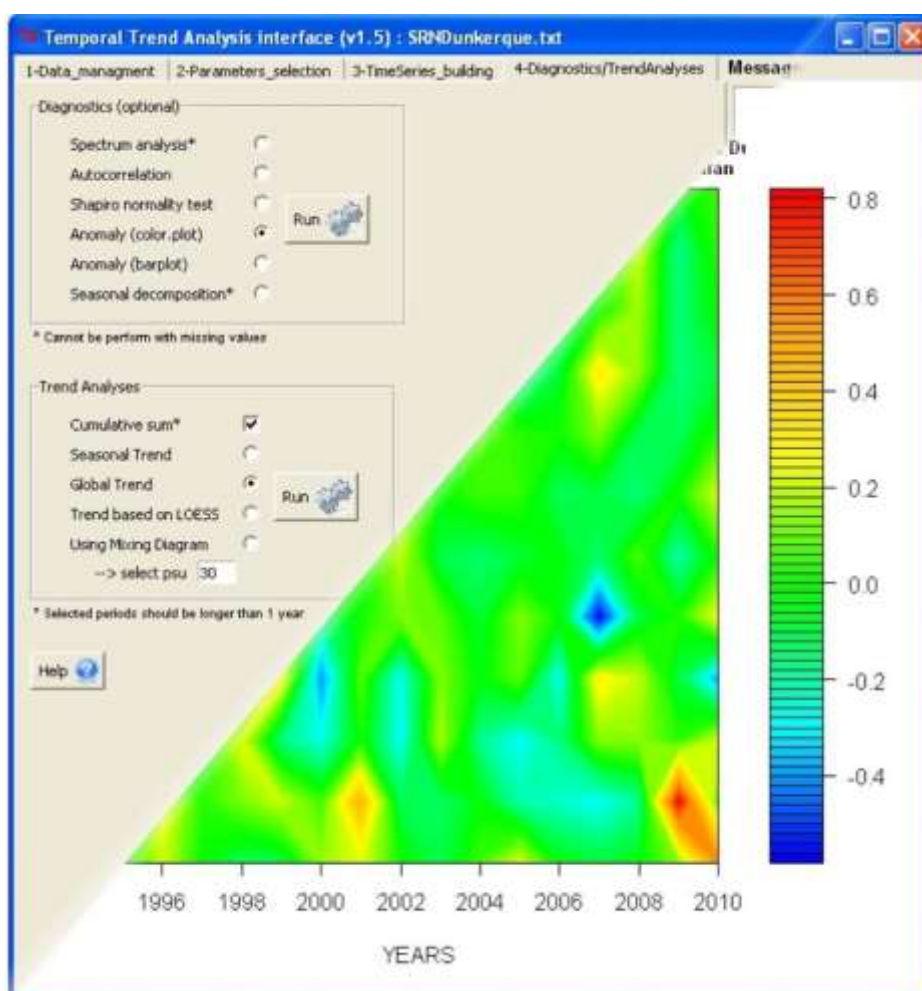 Temporal Trend Analysis interface (v1.5) : SRNDunkerque.txt
1-Data_managment 2-Parameters_selection 3-TimeSeries_building 4-Diagnostics/TrendAnalyses
Diagnostics (optional)
Spectrum analysis*
Autocorrelation
Shapiro normality test
Anomaly (color.plot)
Anomaly (barplot)
Seasonal decomposition*
Run
* Cannot be perform with missing values
Trend Analyses
Cumulative sum*
Seasonal Trend
Global Trend
Trend based on LOESS
Using Mixing Diagram
--> select psu 30
Run
* Selected periods should be longer than 1 year
Help
0.8
0.6
0.4
0.2
0.0
-0.2
-0.4
1996 1998 2000 2002 2004 2006 2008 2010
YEARS